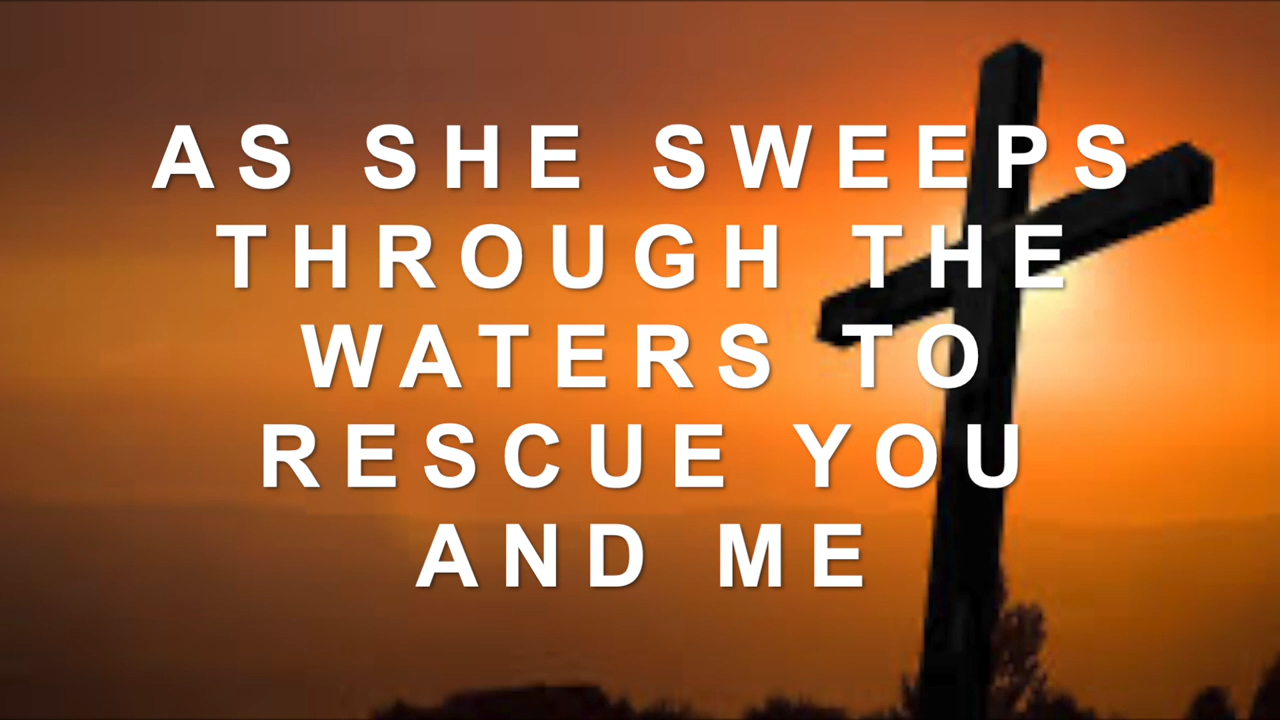 AS SHE SWEEPS
THROUGH THE
WATERS TO
RESCUE YOU
AND ME